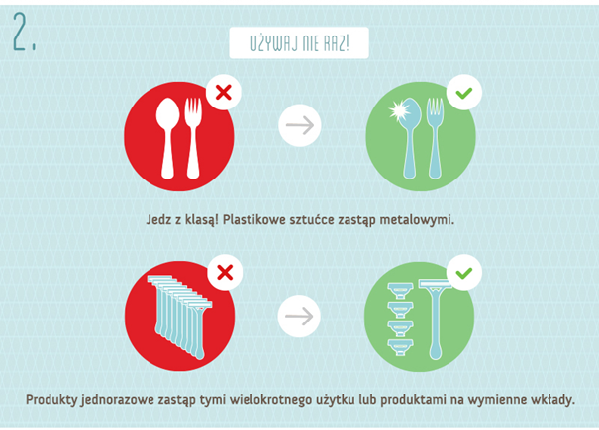 2.
UŻYWAJ NIE RAZ!
Jedz z klasą! Plastikowe sztućce zastąp metalowymi.
Produkty jednorazowe zastąp tymi wielokrotnego użytku lub produktami na wymienne wkłady.